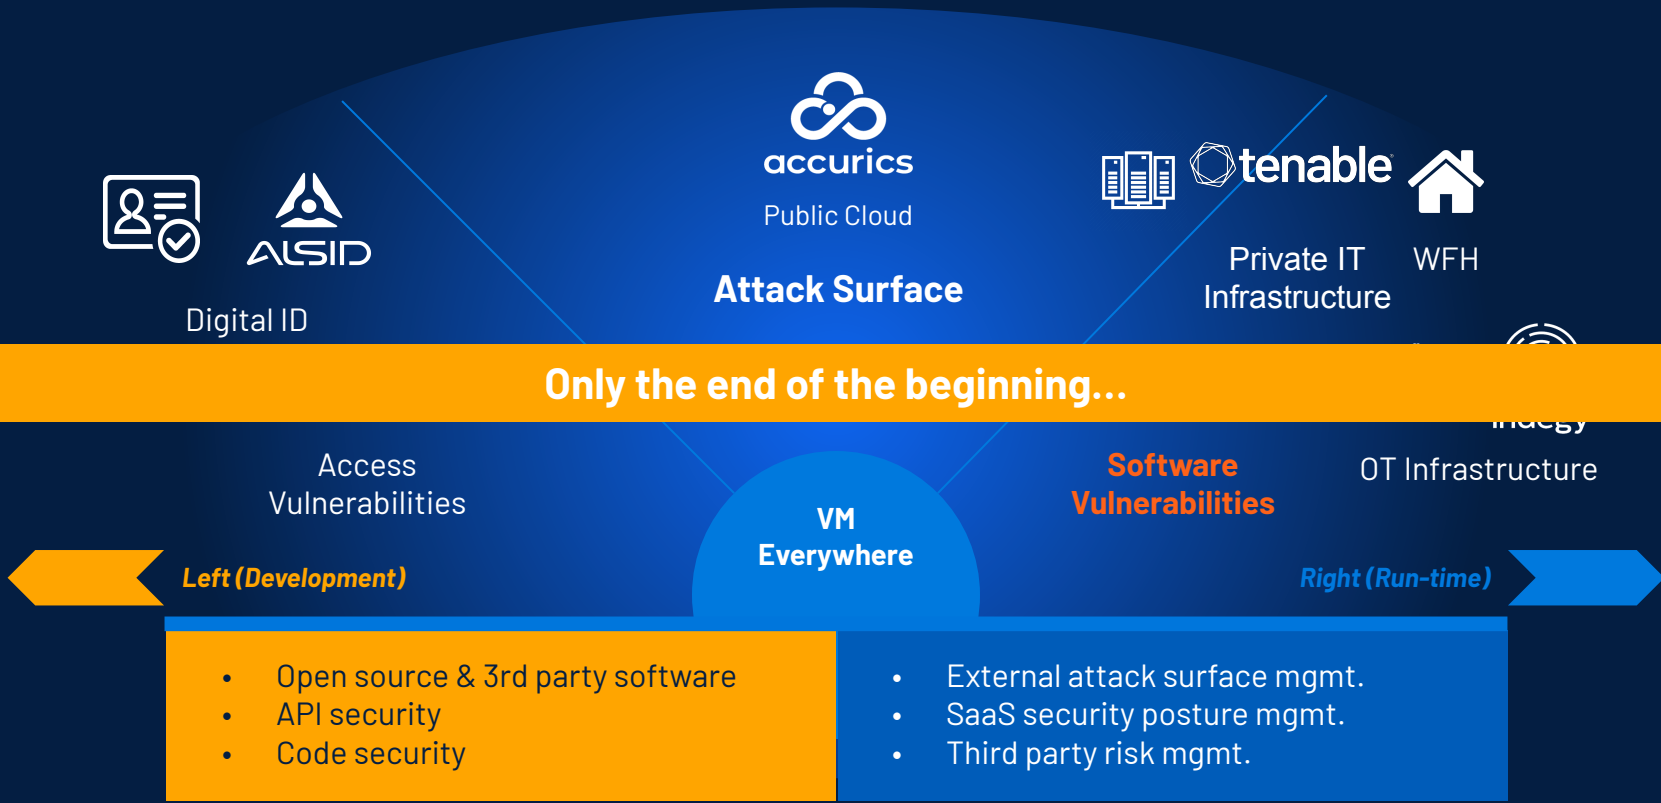 accurics
Public Cloud
Attack Surface
ALSID
Digital ID
tenable
Private IT
Infrastructure
WFH
Only the end of the beginning...
Access
Vulnerabilities
VM
Everywhere
Software
Vulnerabilities
OT Infrastructure
Left (Development)
Right (Run-time)
• Open source & 3rd party software
• API security
• Code security
• External attack surface mgmt.
• SaaS security posture mgmt.
• Third party risk mgmt.